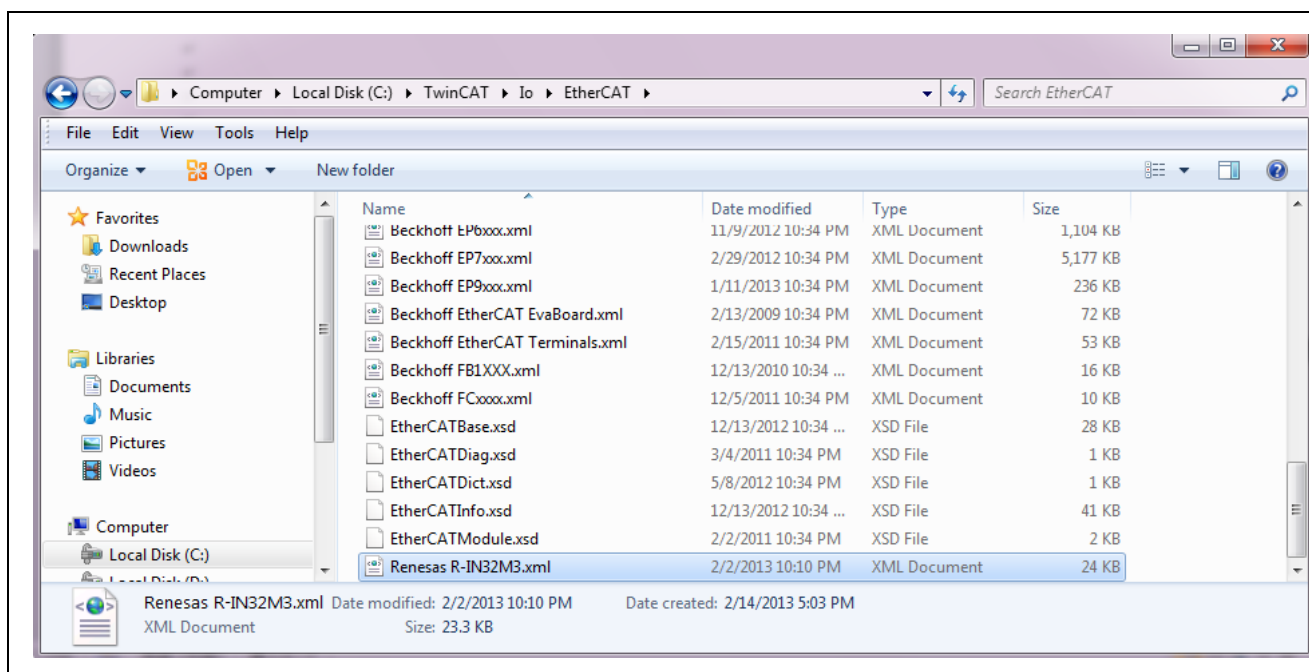 Computer Local Disk (C:) TwinCAT Io EtherCAT Search EtherCAT
File Edit View Tools Help
Organize Open New folder
Favorites
Downloads
Recent Places
Desktop
Libraries
Documents
Music
Pictures
Videos
Computer
Local Disk (C:)
Local Disk (D:)
Name Date modified Type Size
Beckhoff EP6xxx.xml 11/9/2012 10:34 PM XML Document 1,104 KB
Beckhoff EP7xxx.xml 2/29/2012 10:34 PM XML Document 5,177 KB
Beckhoff EP9xxx.xml 1/11/2013 10:34 PM XML Document 236 KB
Beckhoff EtherCAT EvaBoard.xml 2/13/2009 10:34 PM XML Document 72 KB
Beckhoff EtherCAT Terminals.xml 2/15/2011 10:34 PM XML Document 53 KB
Beckhoff FB1XXX.xml 12/13/2010 10:34 ... XML Document 16 KB
Beckhoff FCxxxx.xml 12/5/2011 10:34 PM XML Document 10 KB
EtherCATBase.xsd 12/13/2012 10:34 ... XSD File 28 KB
EtherCATDiag.xsd 3/4/2011 10:34 PM XSD File 1 KB
EtherCATDict.xsd 5/8/2012 10:34 PM XSD File 1 KB
EtherCATInfo.xsd 12/13/2012 10:34 ... XSD File 41 KB
EtherCATModule.xsd 2/2/2011 10:34 PM XSD File 2 KB
Renesas R-IN32M3.xml 2/2/2013 10:10 PM XML Document 24 KB
Renesas R-IN32M3.xml Date modified: 2/2/2013 10:10 PM Date created: 2/14/2013 5:03 PM
XML Document Size: 23.3 KB